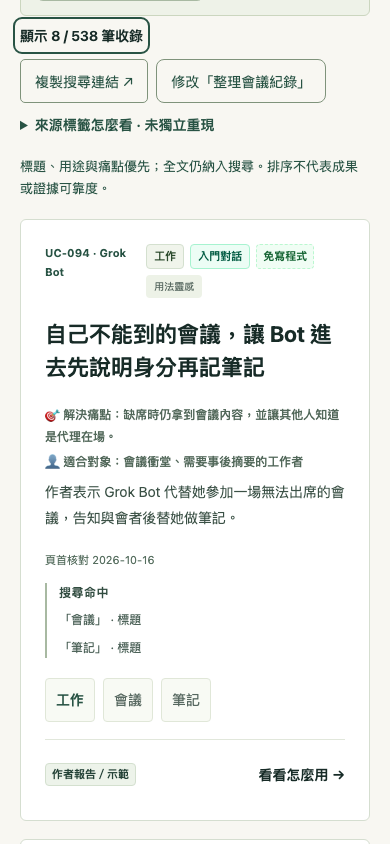 顯示 8 / 538 筆收錄
複製搜尋連結 ↗
修改「整理會議紀錄」
▶ 來源標籤怎麼看 · 未獨立重現
標題、用途與痛點優先；全文仍納入搜尋。排序不代表成果
或證據可靠度。
UC-094 · Grok
Bot
工作
入門對話
免寫程式
用法靈感
自己不能到的會議，讓 Bot 進
去先說明身分再記筆記
🎯 解決痛點：缺席時仍拿到會議內容，並讓其他人知道
是代理在場。
👤 適合對象：會議衝堂、需要事後摘要的工作者
作者表示 Grok Bot 代替她參加一場無法出席的會
議，告知與會者後替她做筆記。
頁首核對 2026-10-16
搜尋命中
「會議」 · 標題
「筆記」 · 標題
工作
會議
筆記
作者報告 / 示範
看看怎麼用 →